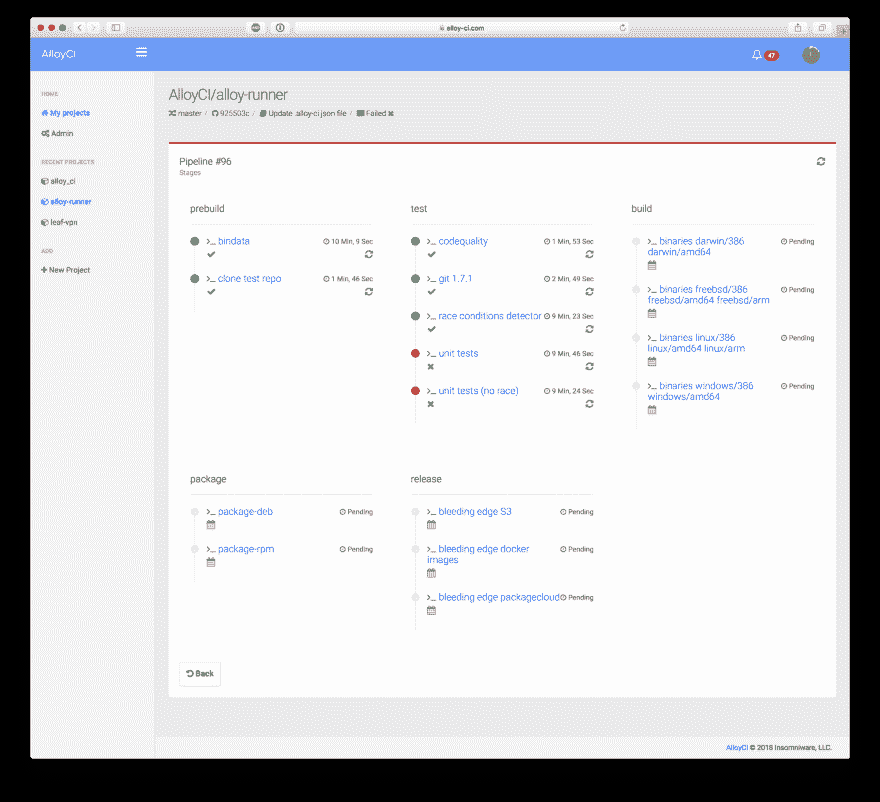 alloy-ci.com
AlloyCI
47
HOME
My projects
Admin
RECENT PROJECTS
alloy_ci
alloy-runner
leaf-vpn
ADD
New Project
AlloyCI/alloy-runner
master / 925503c / Update .alloy-ci.json file / Failed
Pipeline #96
Stages
prebuild
>_ bindata 10 Min, 9 Sec
>_ clone test repo 1 Min, 46 Sec
test
>_ codequality 1 Min, 53 Sec
>_ git 1.7.1 2 Min, 49 Sec
>_ race conditions detector 9 Min, 23 Sec
>_ unit tests 9 Min, 46 Sec
>_ unit tests (no race) 9 Min, 24 Sec
build
>_ binaries darwin/386 Pending
darwin/amd64
>_ binaries freebsd/386 Pending
freebsd/amd64 freebsd/arm
>_ binaries linux/386 Pending
linux/amd64 linux/arm
>_ binaries windows/386 Pending
windows/amd64
package
>_ package-deb Pending
>_ package-rpm Pending
release
>_ bleeding edge S3 Pending
>_ bleeding edge docker Pending
images
>_ bleeding edge packagecloud Pending
Back
AlloyCI © 2018 Insomniware, LLC.